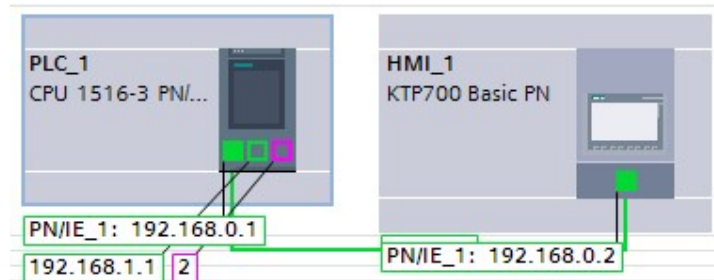 PLC_1
CPU 1516-3 PN/...
HMI_1
KTP700 Basic PN
PN/IE_1: 192.168.0.1
192.168.1.1
2
PN/IE_1: 192.168.0.2